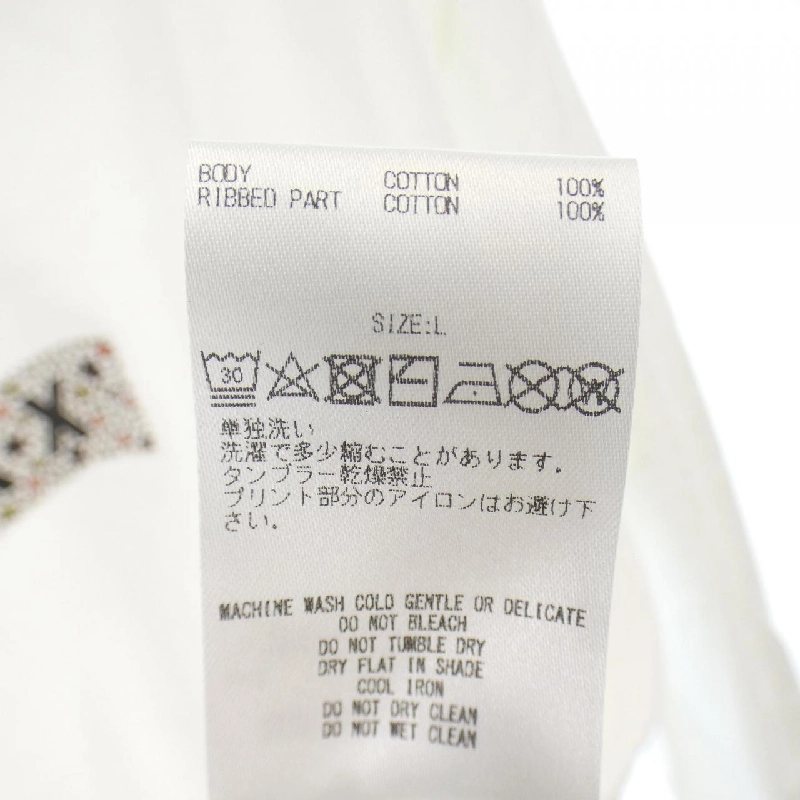 BODY COTTON 100%
RIBBED PART COTTON 100%
SIZE:L
30
単独洗い
洗濯で多少縮むことがあります.
タンブラー乾燥禁止
プリント部分のアイロンはお避け下
さい.
MACHINE WASH COLD GENTLE OR DELICATE
DO NOT BLEACH
DO NOT TUMBLE DRY
DRY FLAT IN SHADE
COOL IRON
DO NOT DRY CLEAN
DO NOT WET CLEAN
X